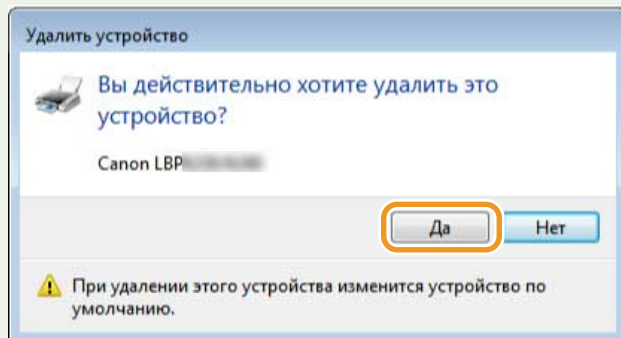 Удалить устройство
Вы действительно хотите удалить это
устройство?
Canon LBP
Да
Нет
При удалении этого устройства изменится устройство по
умолчанию.